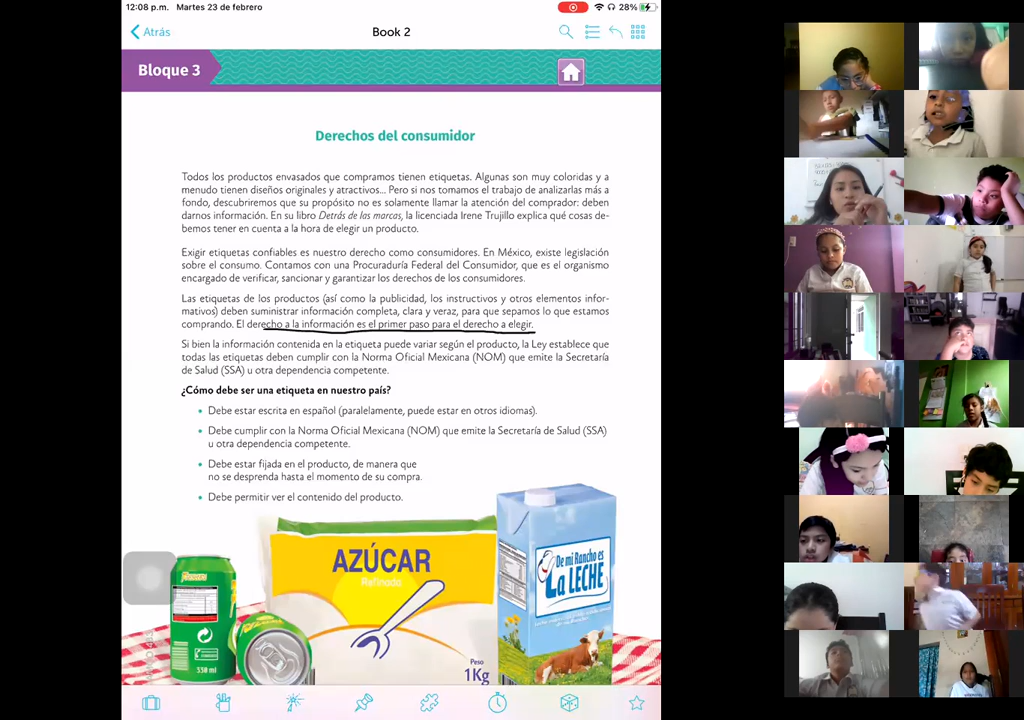 12:08 p.m. Martes 23 de febrero
28%
Atrás
Book 2
Bloque 3
Derechos del consumidor
Todos los productos envasados que compramos tienen etiquetas. Algunas son muy coloridas y a
menudo tienen diseños originales y atractivos... Pero si nos tomamos el trabajo de analizarlas más a
fondo, descubriremos que su propósito no es solamente llamar la atención del comprador: deben
darnos información. En su libro Detrás de las marcas, la licenciada Irene Trujillo explica qué cosas de-
bemos tener en cuenta a la hora de elegir un producto.
Exigir etiquetas confiables es nuestro derecho como consumidores. En México, existe legislación
sobre el consumo. Contamos con una Procuraduría Federal del Consumidor, que es el organismo
encargado de verificar, sancionar y garantizar los derechos de los consumidores.
Las etiquetas de los productos (así como la publicidad, los instructivos y otros elementos infor-
mativos) deben suministrar información completa, clara y veraz, para que sepamos lo que estamos
comprando. El derecho a la información es el primer paso para el derecho a elegir.
Si bien la información contenida en la etiqueta puede variar según el producto, la Ley establece que
todas las etiquetas deben cumplir con la Norma Oficial Mexicana (NOM) que emite la Secretaría
de Salud (SSA) u otra dependencia competente.
¿Cómo debe ser una etiqueta en nuestro país?
• Debe estar escrita en español (paralelamente, puede estar en otros idiomas).
• Debe cumplir con la Norma Oficial Mexicana (NOM) que emite la Secretaría de Salud (SSA)
u otra dependencia competente.
• Debe estar fijada en el producto, de manera que
no se desprenda hasta el momento de su compra.
• Debe permitir ver el contenido del producto.
AZÚCAR
Refinado
De mi Rancho es
La LECHE
330 ml
Peso
1Kg